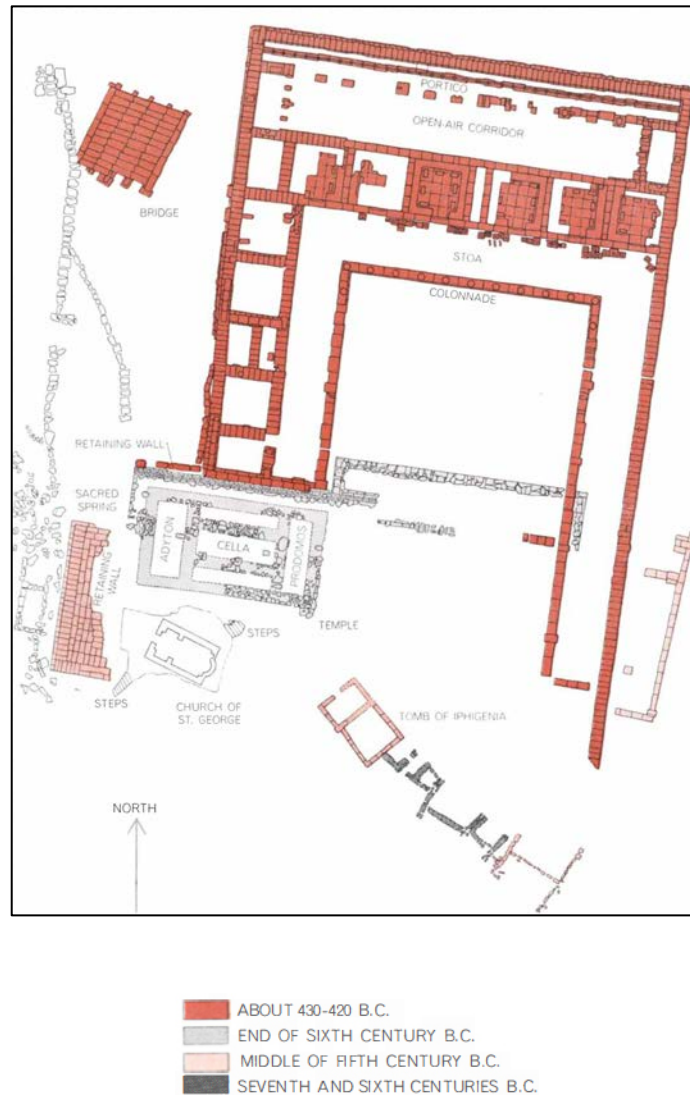 PORTICO
OPEN-AIR CORRIDOR
BRIDGE
STOA
COLONNADE
RETAINING WALL
SACRED
SPRING
RETAINING
WALL
ADYTON
CELLA
PRODOMOS
STEPS
TEMPLE
STEPS
CHURCH OF
ST. GEORGE
TOMB OF IPHIGENIA
NORTH
ABOUT 430-420 B.C.
END OF SIXTH CENTURY B.C.
MIDDLE OF FIFTH CENTURY B.C.
SEVENTH AND SIXTH CENTURIES B.C.